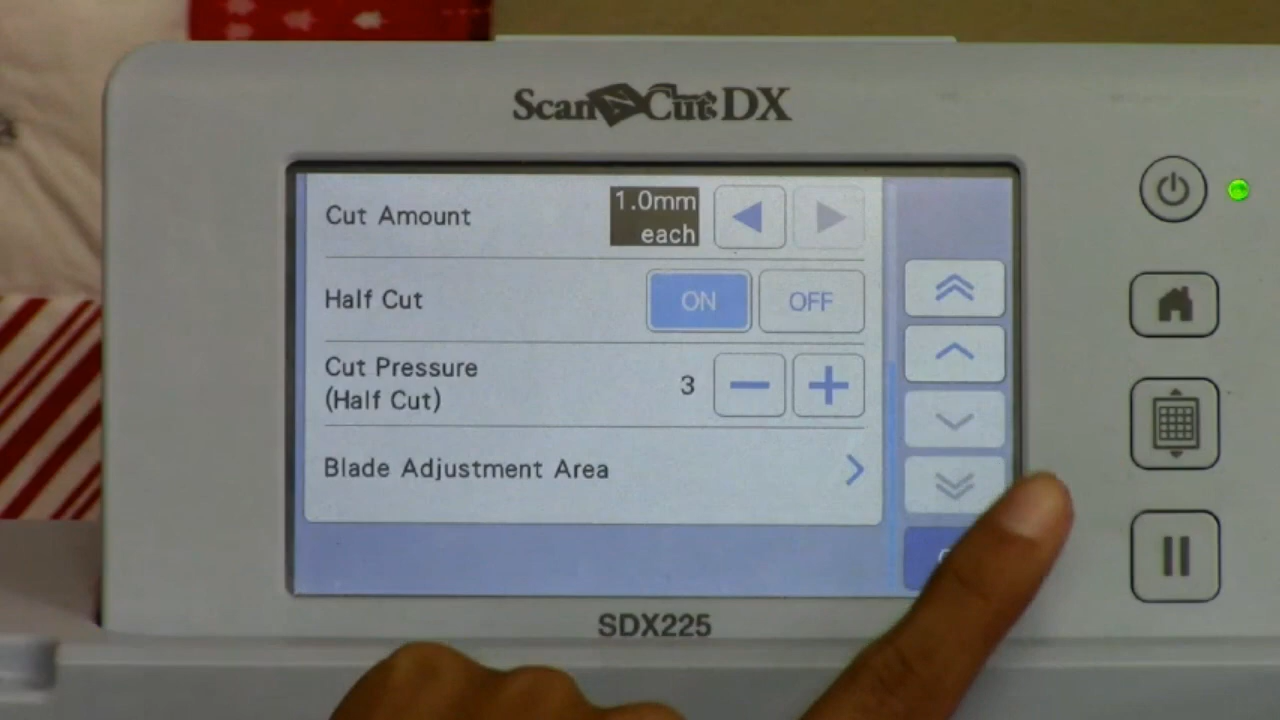 ScanNCut DX
Cut Amount
1.0mm
each
Half Cut
ON
OFF
Cut Pressure
(Half Cut)
3
Blade Adjustment Area
SDX225